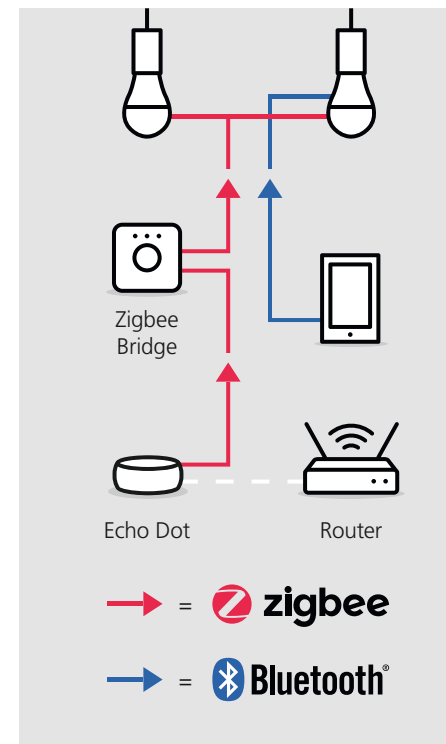 Zigbee
Bridge
Echo Dot
Router
= zigbee
= Bluetooth®